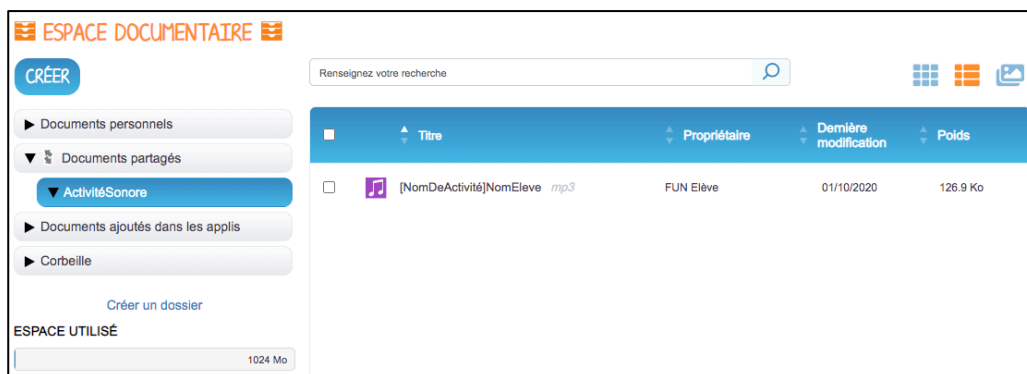 ESPACE DOCUMENTAIRE
CRÉER
Renseignez votre recherche
Documents personnels
Documents partagés
ActivitéSonore
Documents ajoutés dans les applis
Corbeille
Créer un dossier
ESPACE UTILISÉ
1024 Mo
Titre
Propriétaire
Dernière
modification
Poids
[NomDeActivité]NomEleve mp3
FUN Elève
01/10/2020
126.9 Ko